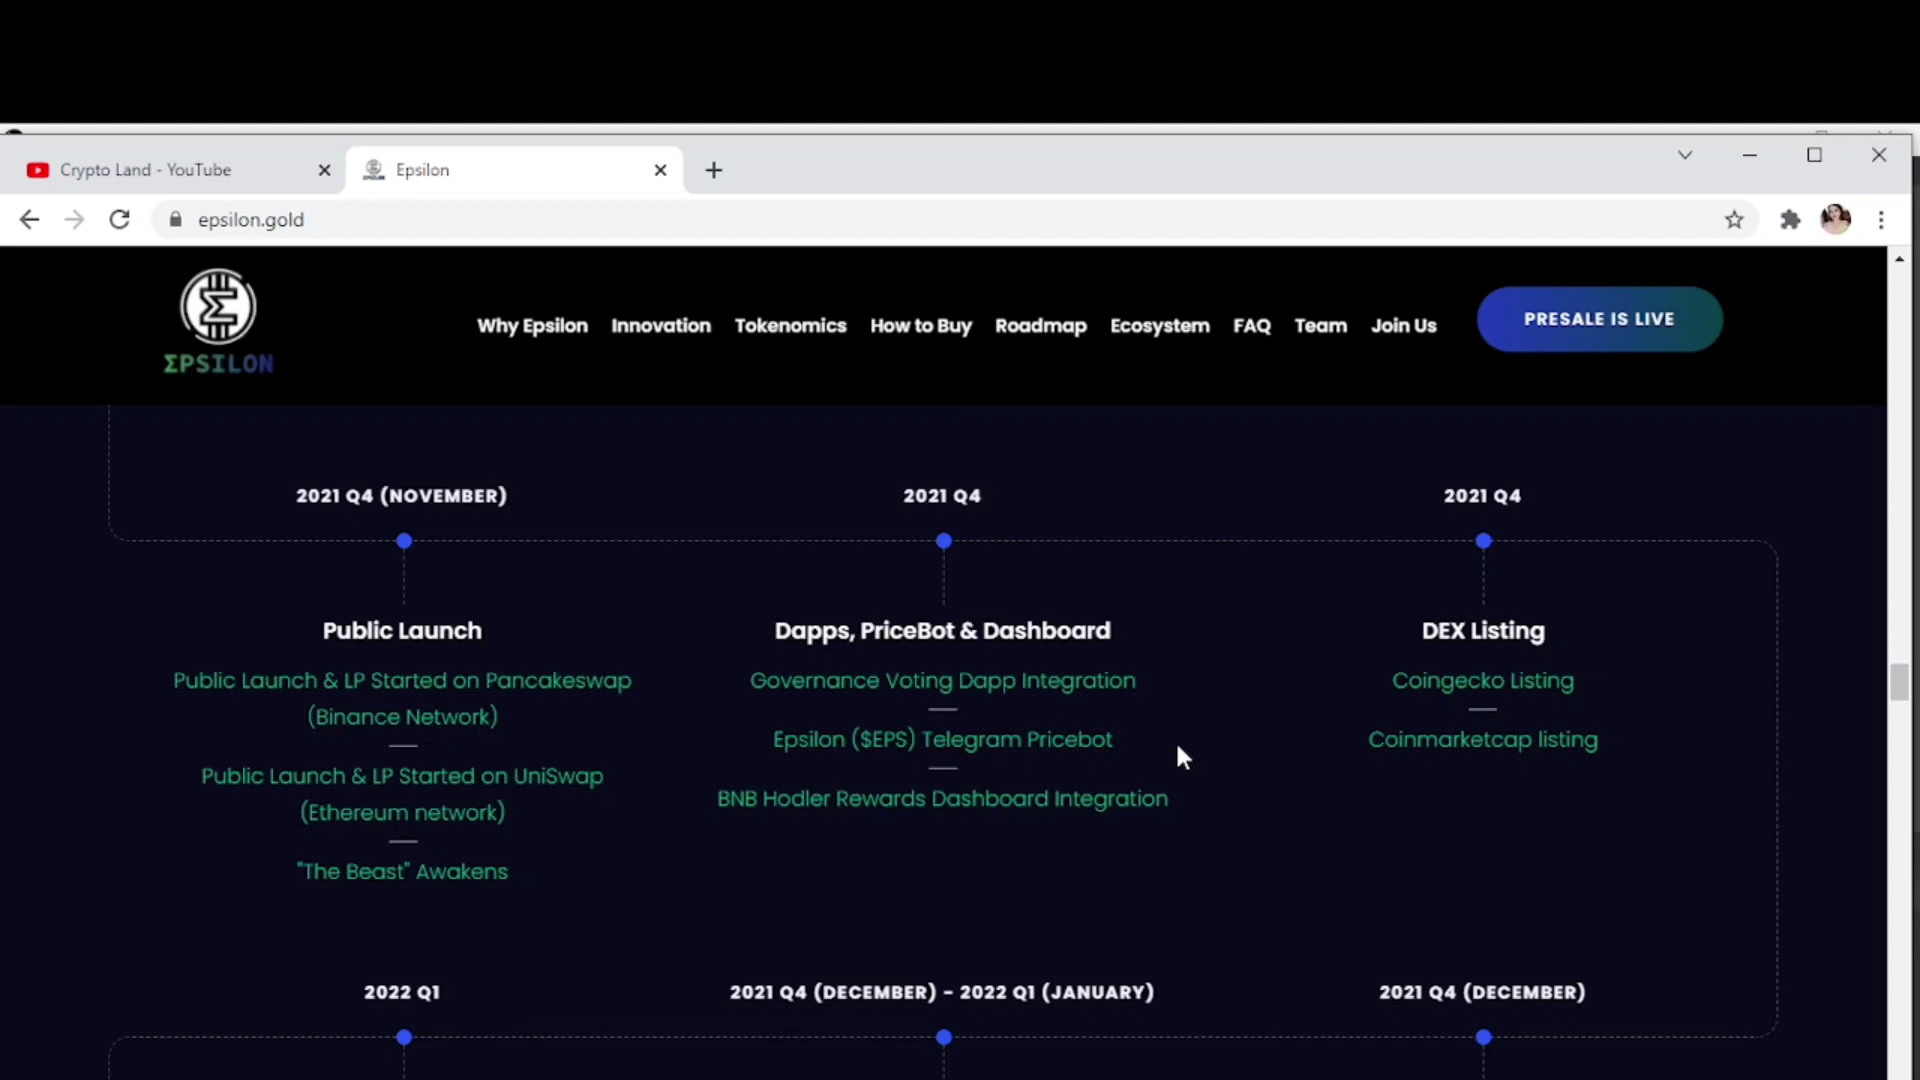 Crypto Land - YouTube
Epsilon
epsilon.gold
ΣPSILON
Why Epsilon
Innovation
Tokenomics
How to Buy
Roadmap
Ecosystem
FAQ
Team
Join Us
PRESALE IS LIVE
2021 Q4 (NOVEMBER)
2021 Q4
2021 Q4
Public Launch
Public Launch & LP Started on Pancakeswap
(Binance Network)
Public Launch & LP Started on UniSwap
(Ethereum network)
"The Beast" Awakens
Dapps, PriceBot & Dashboard
Governance Voting Dapp Integration
Epsilon ($EPS) Telegram Pricebot
BNB Hodler Rewards Dashboard Integration
DEX Listing
Coingecko Listing
Coinmarketcap listing
2022 Q1
2021 Q4 (DECEMBER) - 2022 Q1 (JANUARY)
2021 Q4 (DECEMBER)